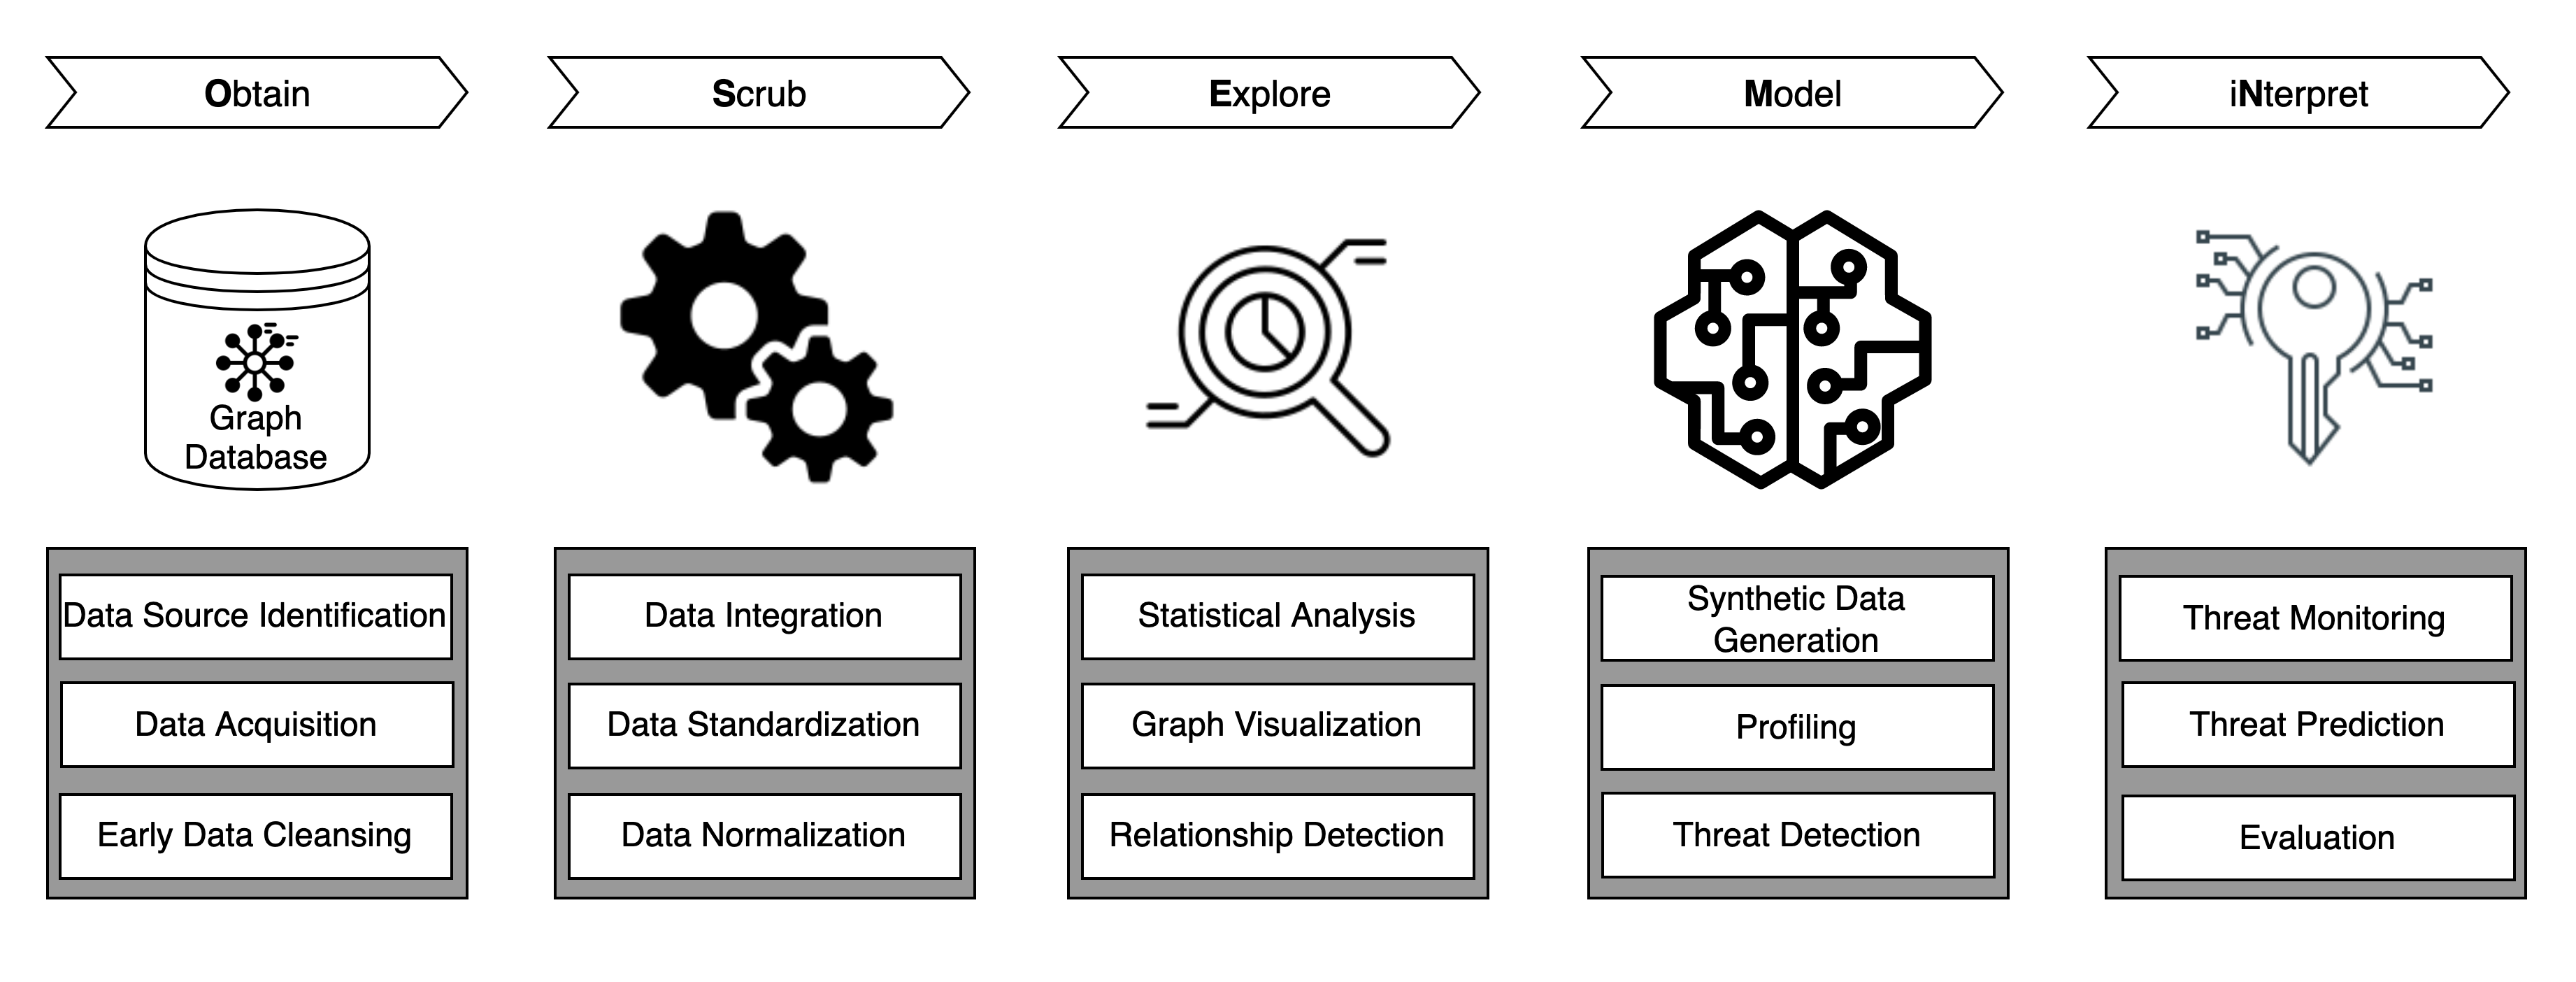 Obtain
Scrub
Explore
Model
iNterpret
Graph
Database
Data Source Identification
Data Acquisition
Early Data Cleansing
Data Integration
Data Standardization
Data Normalization
Statistical Analysis
Graph Visualization
Relationship Detection
Synthetic Data
Generation
Profiling
Threat Detection
Threat Monitoring
Threat Prediction
Evaluation